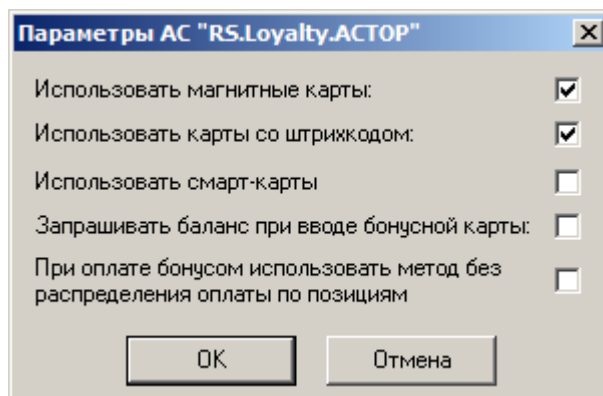 Параметры АС "RS.Loyalty.АСТОР"
Использовать магнитные карты:
Использовать карты со штрихкодом:
Использовать смарт-карты
Запрашивать баланс при вводе бонусной карты:
При оплате бонусом использовать метод без
распределения оплаты по позициям
OK
Отмена